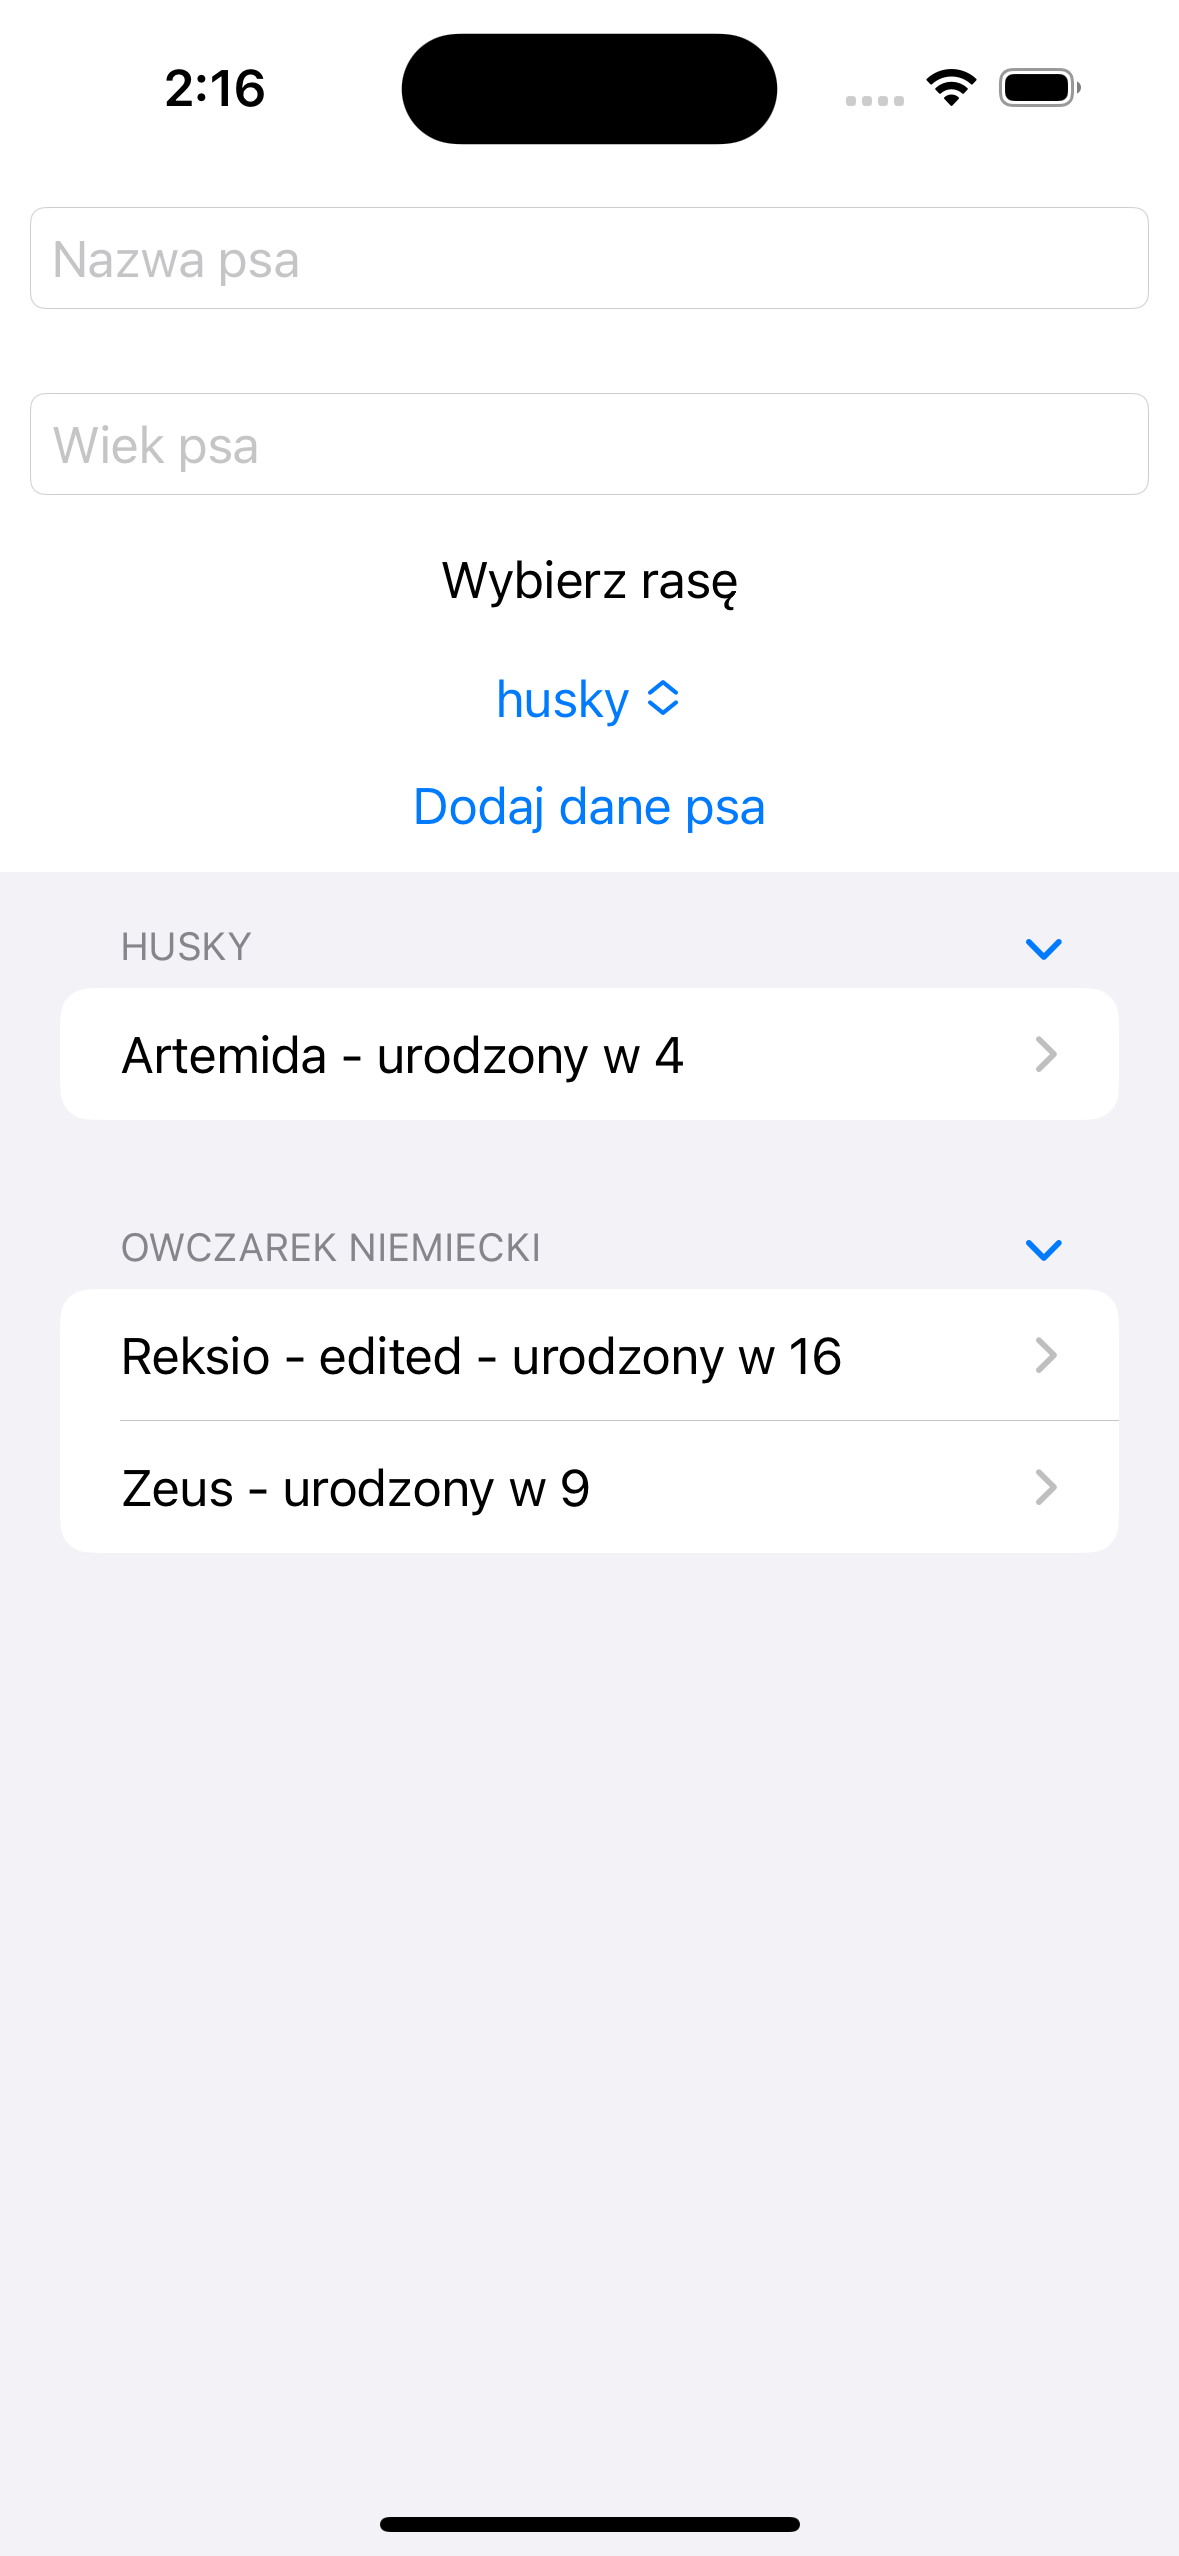 2:16
Nazwa psa
Wiek psa
Wybierz rasę
husky
Dodaj dane psa
HUSKY
Artemida - urodzony w 4
OWCZAREK NIEMIECKI
Reksio - edited - urodzony w 16
Zeus - urodzony w 9